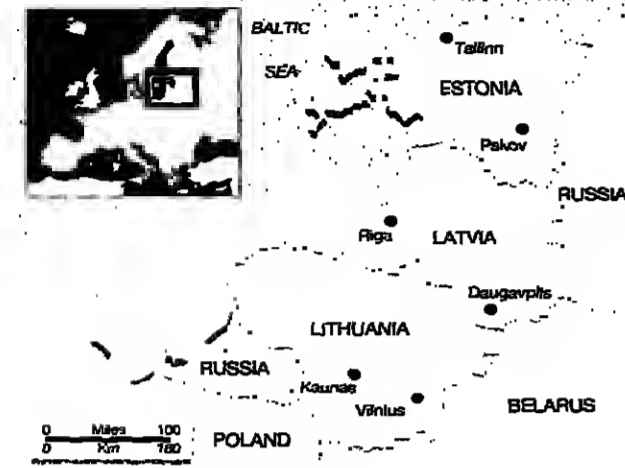 BALTIC
SEA
Tallinn
ESTONIA
Pskov
RUSSIA
Riga
LATVIA
Daugavpils
LITHUANIA
RUSSIA
Kaunas
Vilnius
BELARUS
POLAND
0 Miles 100
0 Km 160